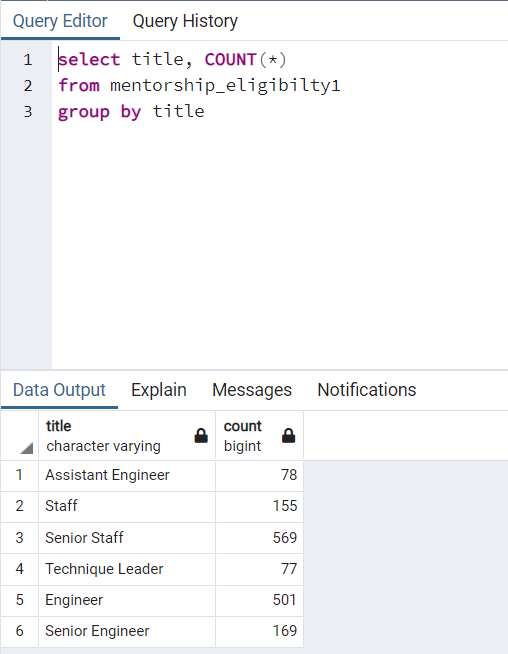 Query Editor Query History
1 select title, COUNT(*)
2 from mentorship_eligibilty1
3 group by title
Data Output Explain Messages Notifications
title count
character varying bigint
1 Assistant Engineer 78
2 Staff 155
3 Senior Staff 569
4 Technique Leader 77
5 Engineer 501
6 Senior Engineer 169